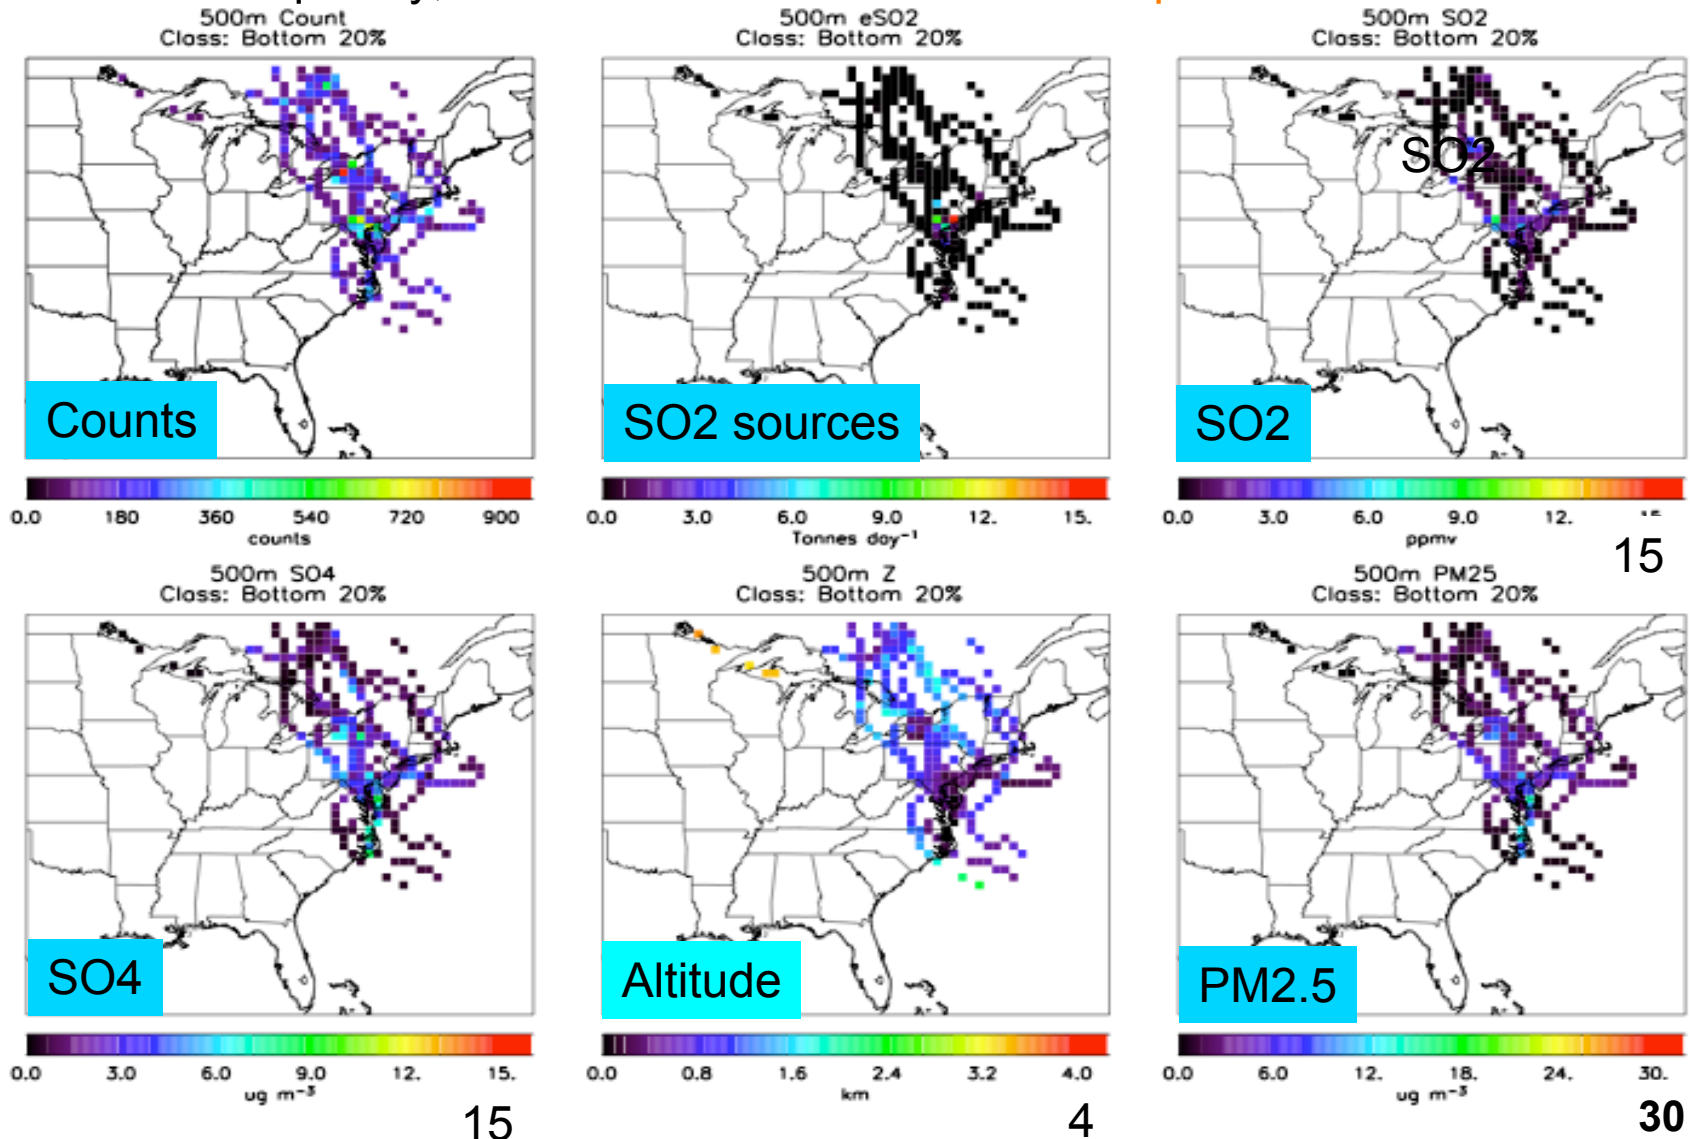 500m Count
Class: Bottom 20%
500m eSO2
Class: Bottom 20%
500m SO2
Class: Bottom 20%
SO2
Counts
SO2 sources
SO2
0.0 180 360 540 720 900
counts
0.0 3.0 6.0 9.0 12. 15.
Tonnes day⁻¹
0.0 3.0 6.0 9.0 12.
ppmv
15
500m SO4
Class: Bottom 20%
500m Z
Class: Bottom 20%
500m PM25
Class: Bottom 20%
SO4
Altitude
PM2.5
0.0 3.0 6.0 9.0 12. 15.
ug m⁻³
15
0.0 0.8 1.6 2.4 3.2 4.0
km
4
0.0 6.0 12. 18. 24. 30.
ug m⁻³
30